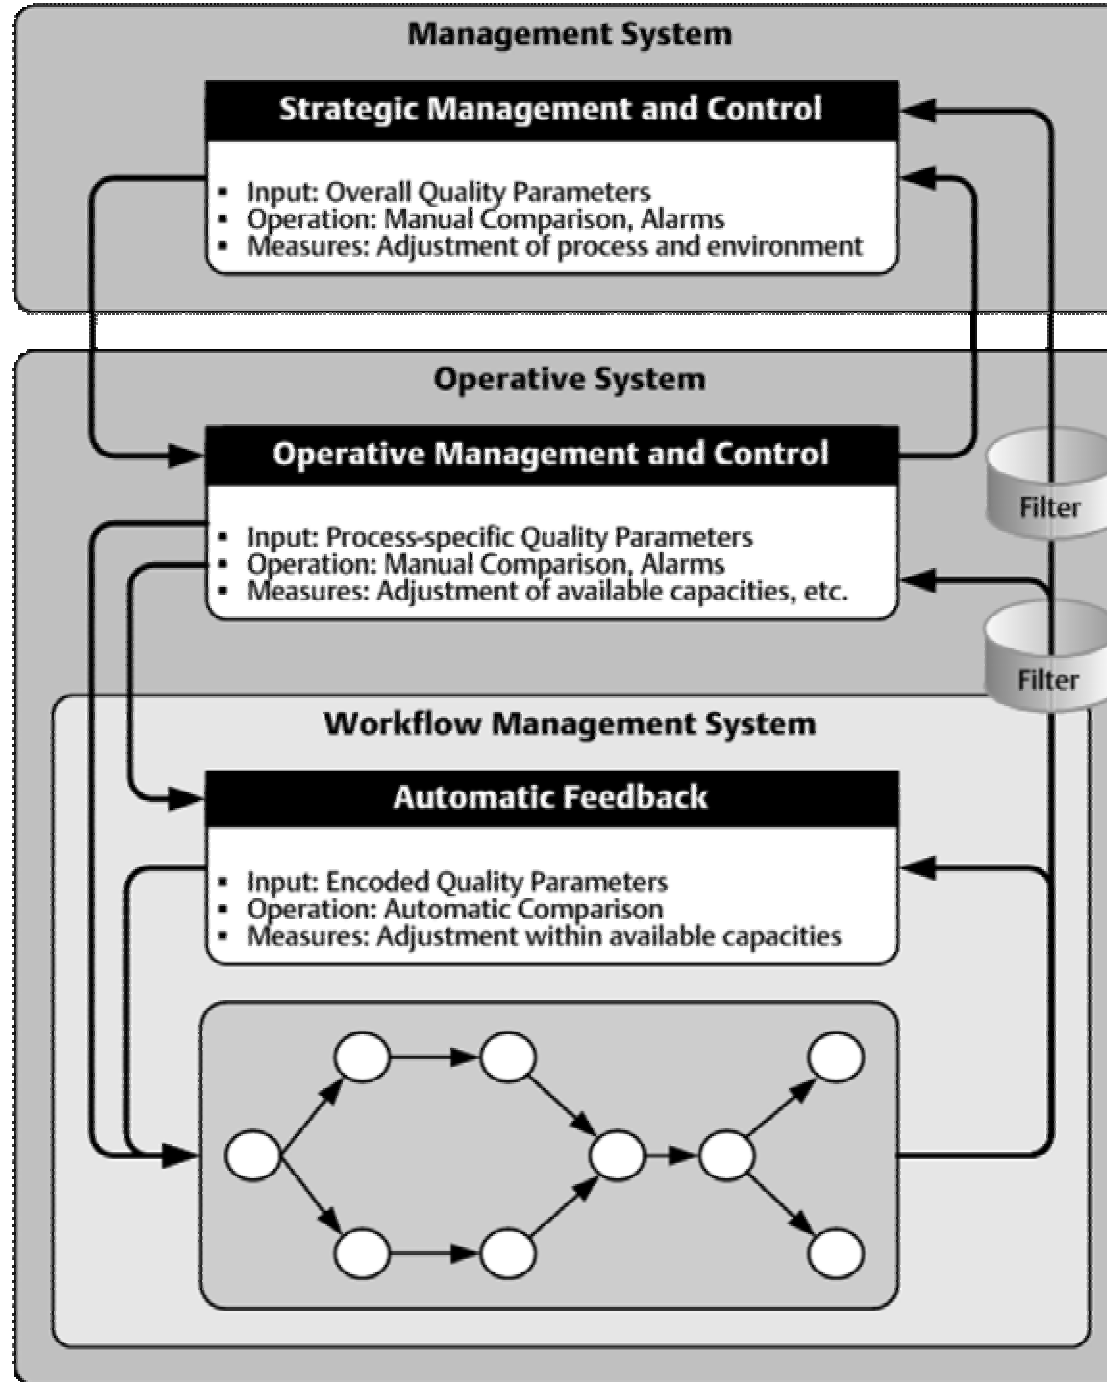 Management System
Strategic Management and Control
▪ Input: Overall Quality Parameters
▪ Operation: Manual Comparison, Alarms
▪ Measures: Adjustment of process and environment
Operative System
Operative Management and Control
▪ Input: Process-specific Quality Parameters
▪ Operation: Manual Comparison, Alarms
▪ Measures: Adjustment of available capacities, etc.
Filter
Filter
Workflow Management System
Automatic Feedback
▪ Input: Encoded Quality Parameters
▪ Operation: Automatic Comparison
▪ Measures: Adjustment within available capacities